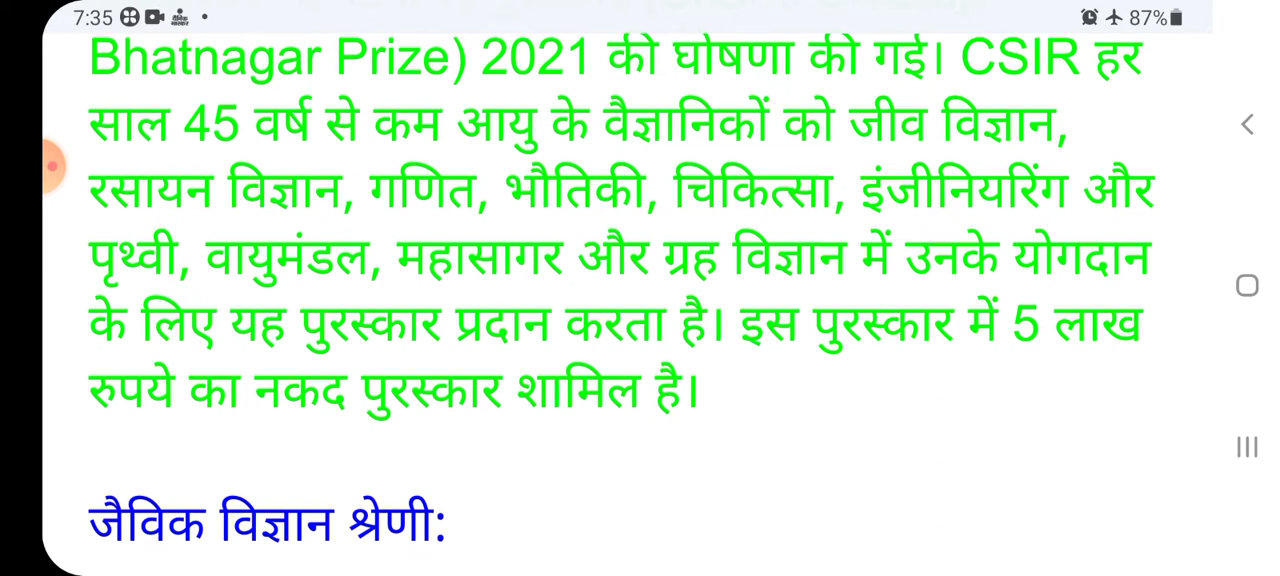 7:35
87%
Bhatnagar Prize) 2021 की घोषणा की गई। CSIR हर
साल 45 वर्ष से कम आयु के वैज्ञानिकों को जीव विज्ञान,
रसायन विज्ञान, गणित, भौतिकी, चिकित्सा, इंजीनियरिंग और
पृथ्वी, वायुमंडल, महासागर और ग्रह विज्ञान में उनके योगदान
के लिए यह पुरस्कार प्रदान करता है। इस पुरस्कार में 5 लाख
रुपये का नकद पुरस्कार शामिल है।
जैविक विज्ञान श्रेणी: